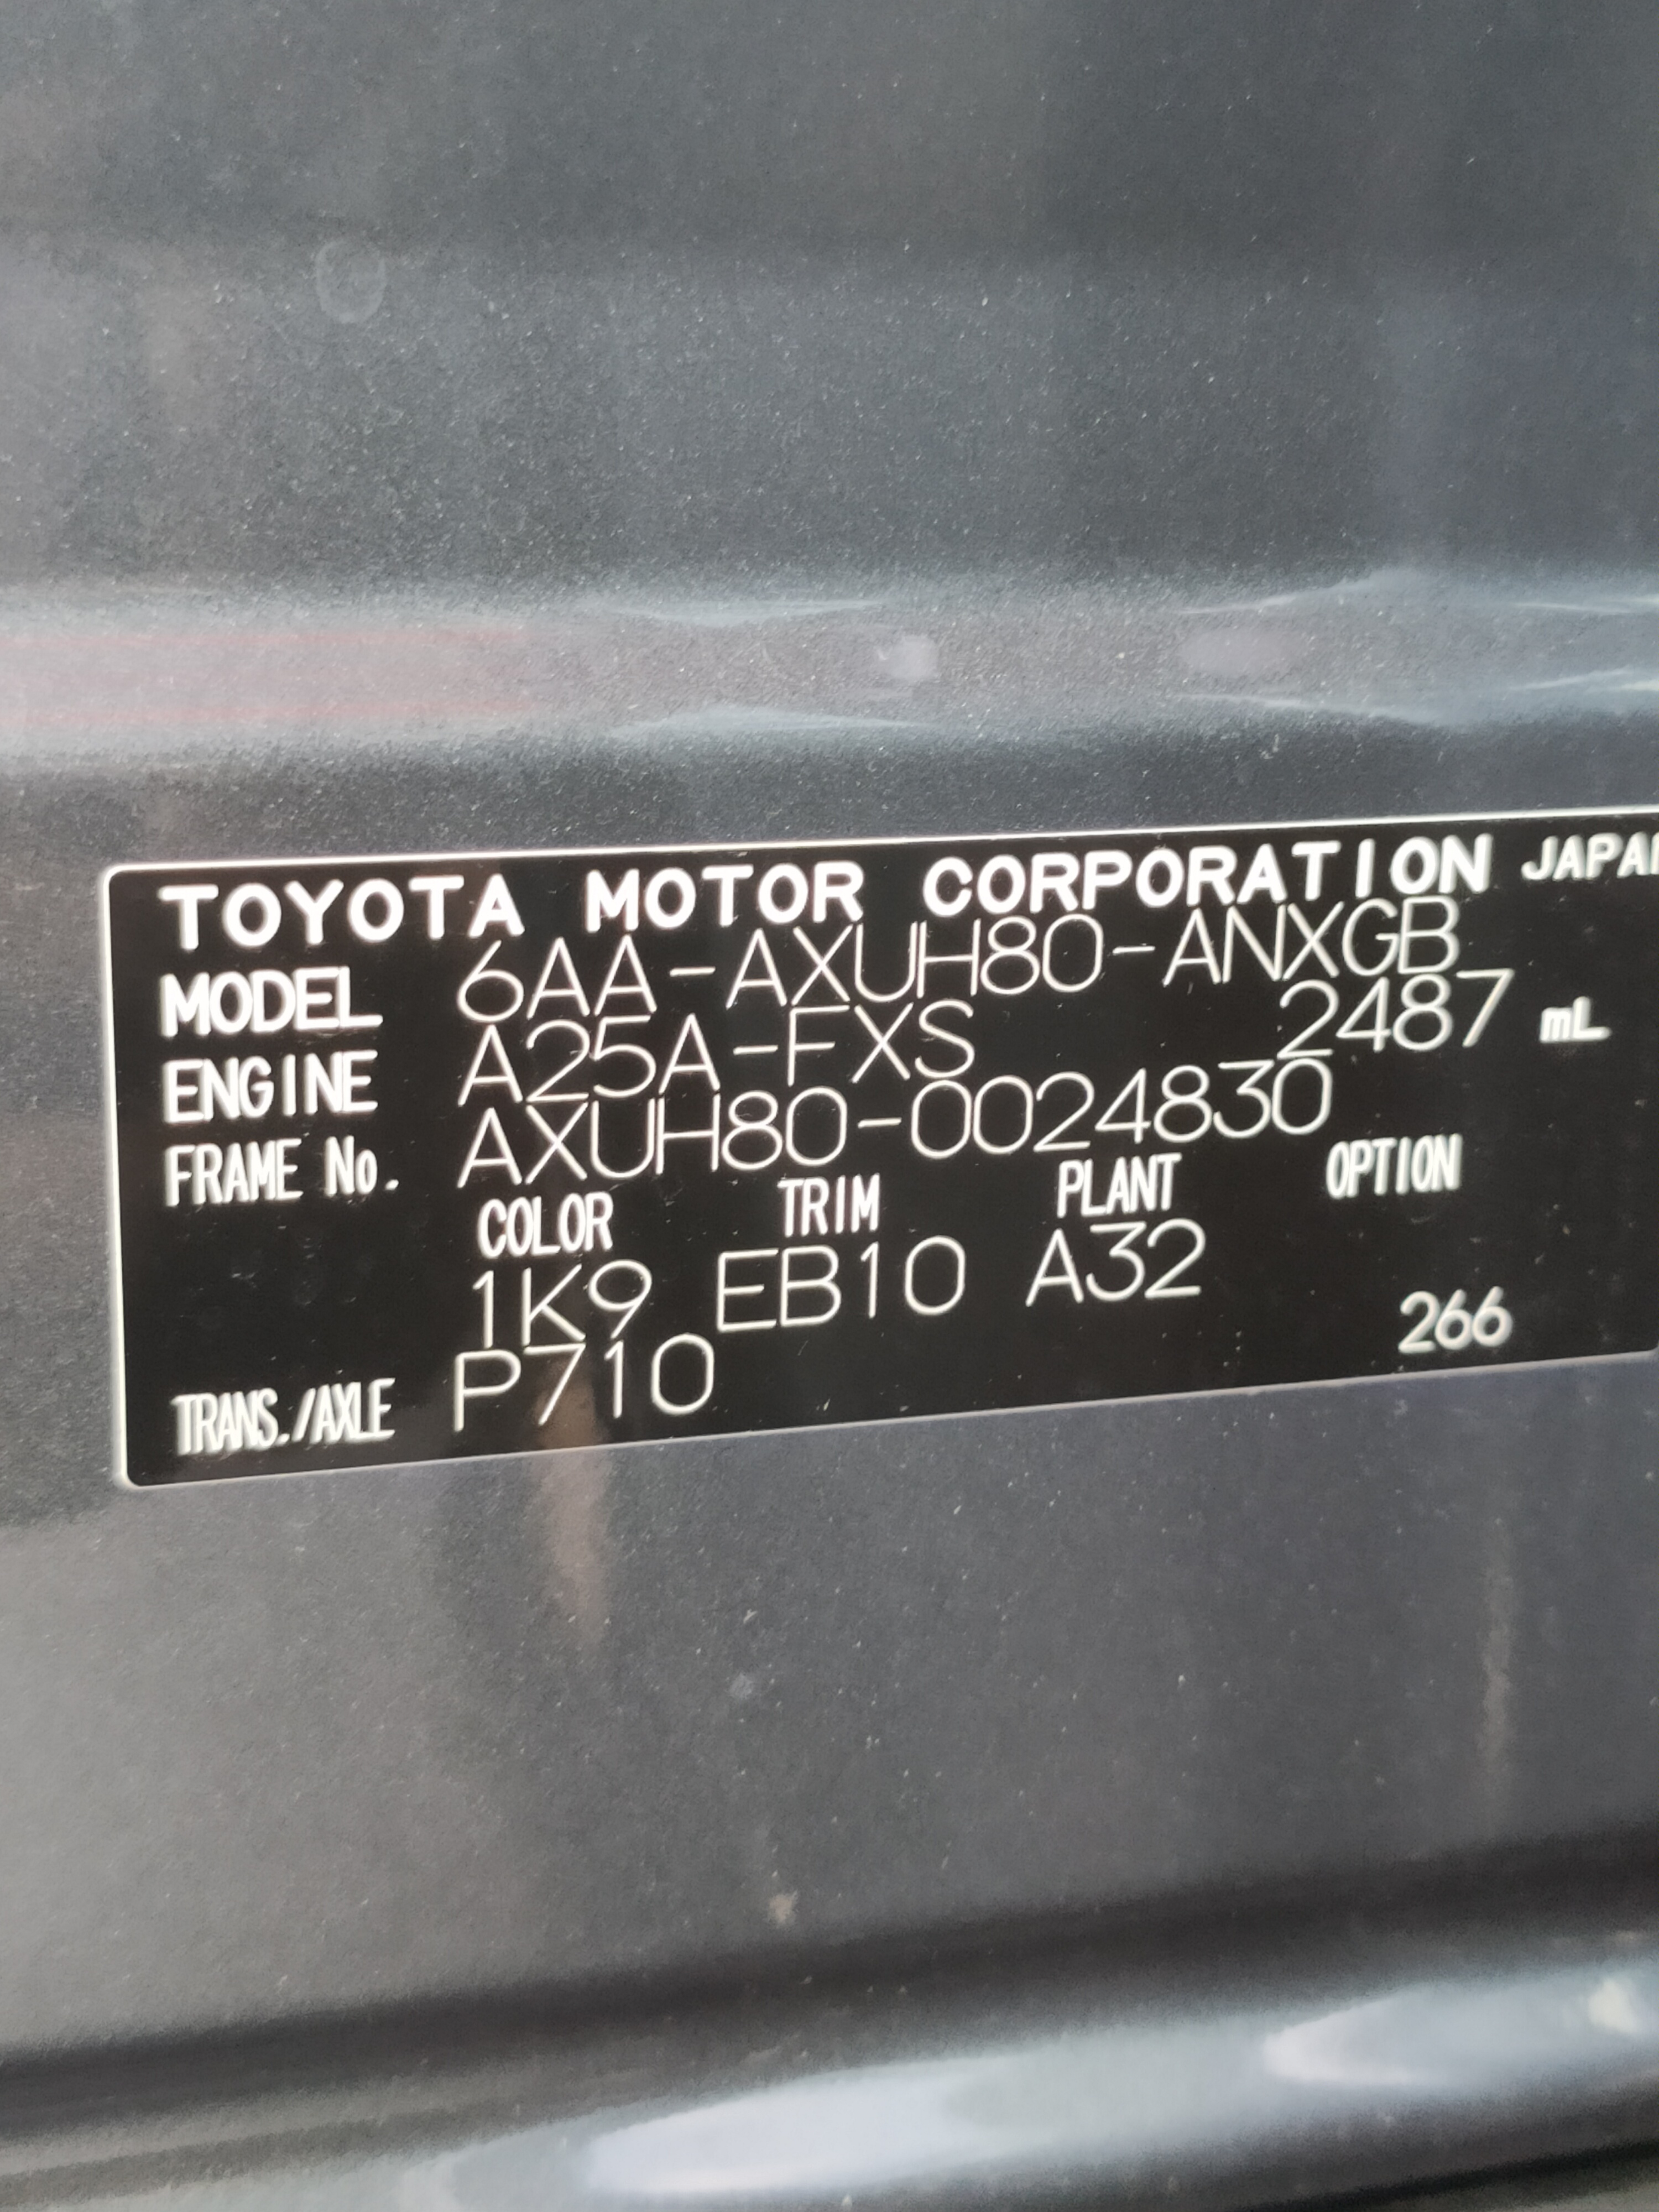 TOYOTA MOTOR CORPORATION
MODEL 6AA-AXUH80-ANXGB
ENGINE A25A-FXS 2487 mL
FRAME No. AXUH80-0024830
COLOR TRIM PLANT OPTION
1K9 EB10 A32
TRANS./AXLE P710 266